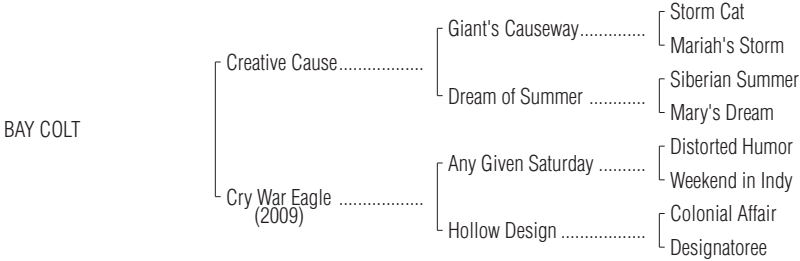 Storm Cat
Giant's Causeway..............
Mariah's Storm
Creative Cause..................
Siberian Summer
Dream of Summer ............
Mary's Dream
BAY COLT
Distorted Humor
Any Given Saturday ..........
Weekend in Indy
Cry War Eagle ..................
(2009)
Colonial Affair
Hollow Design ..................
Designatoree